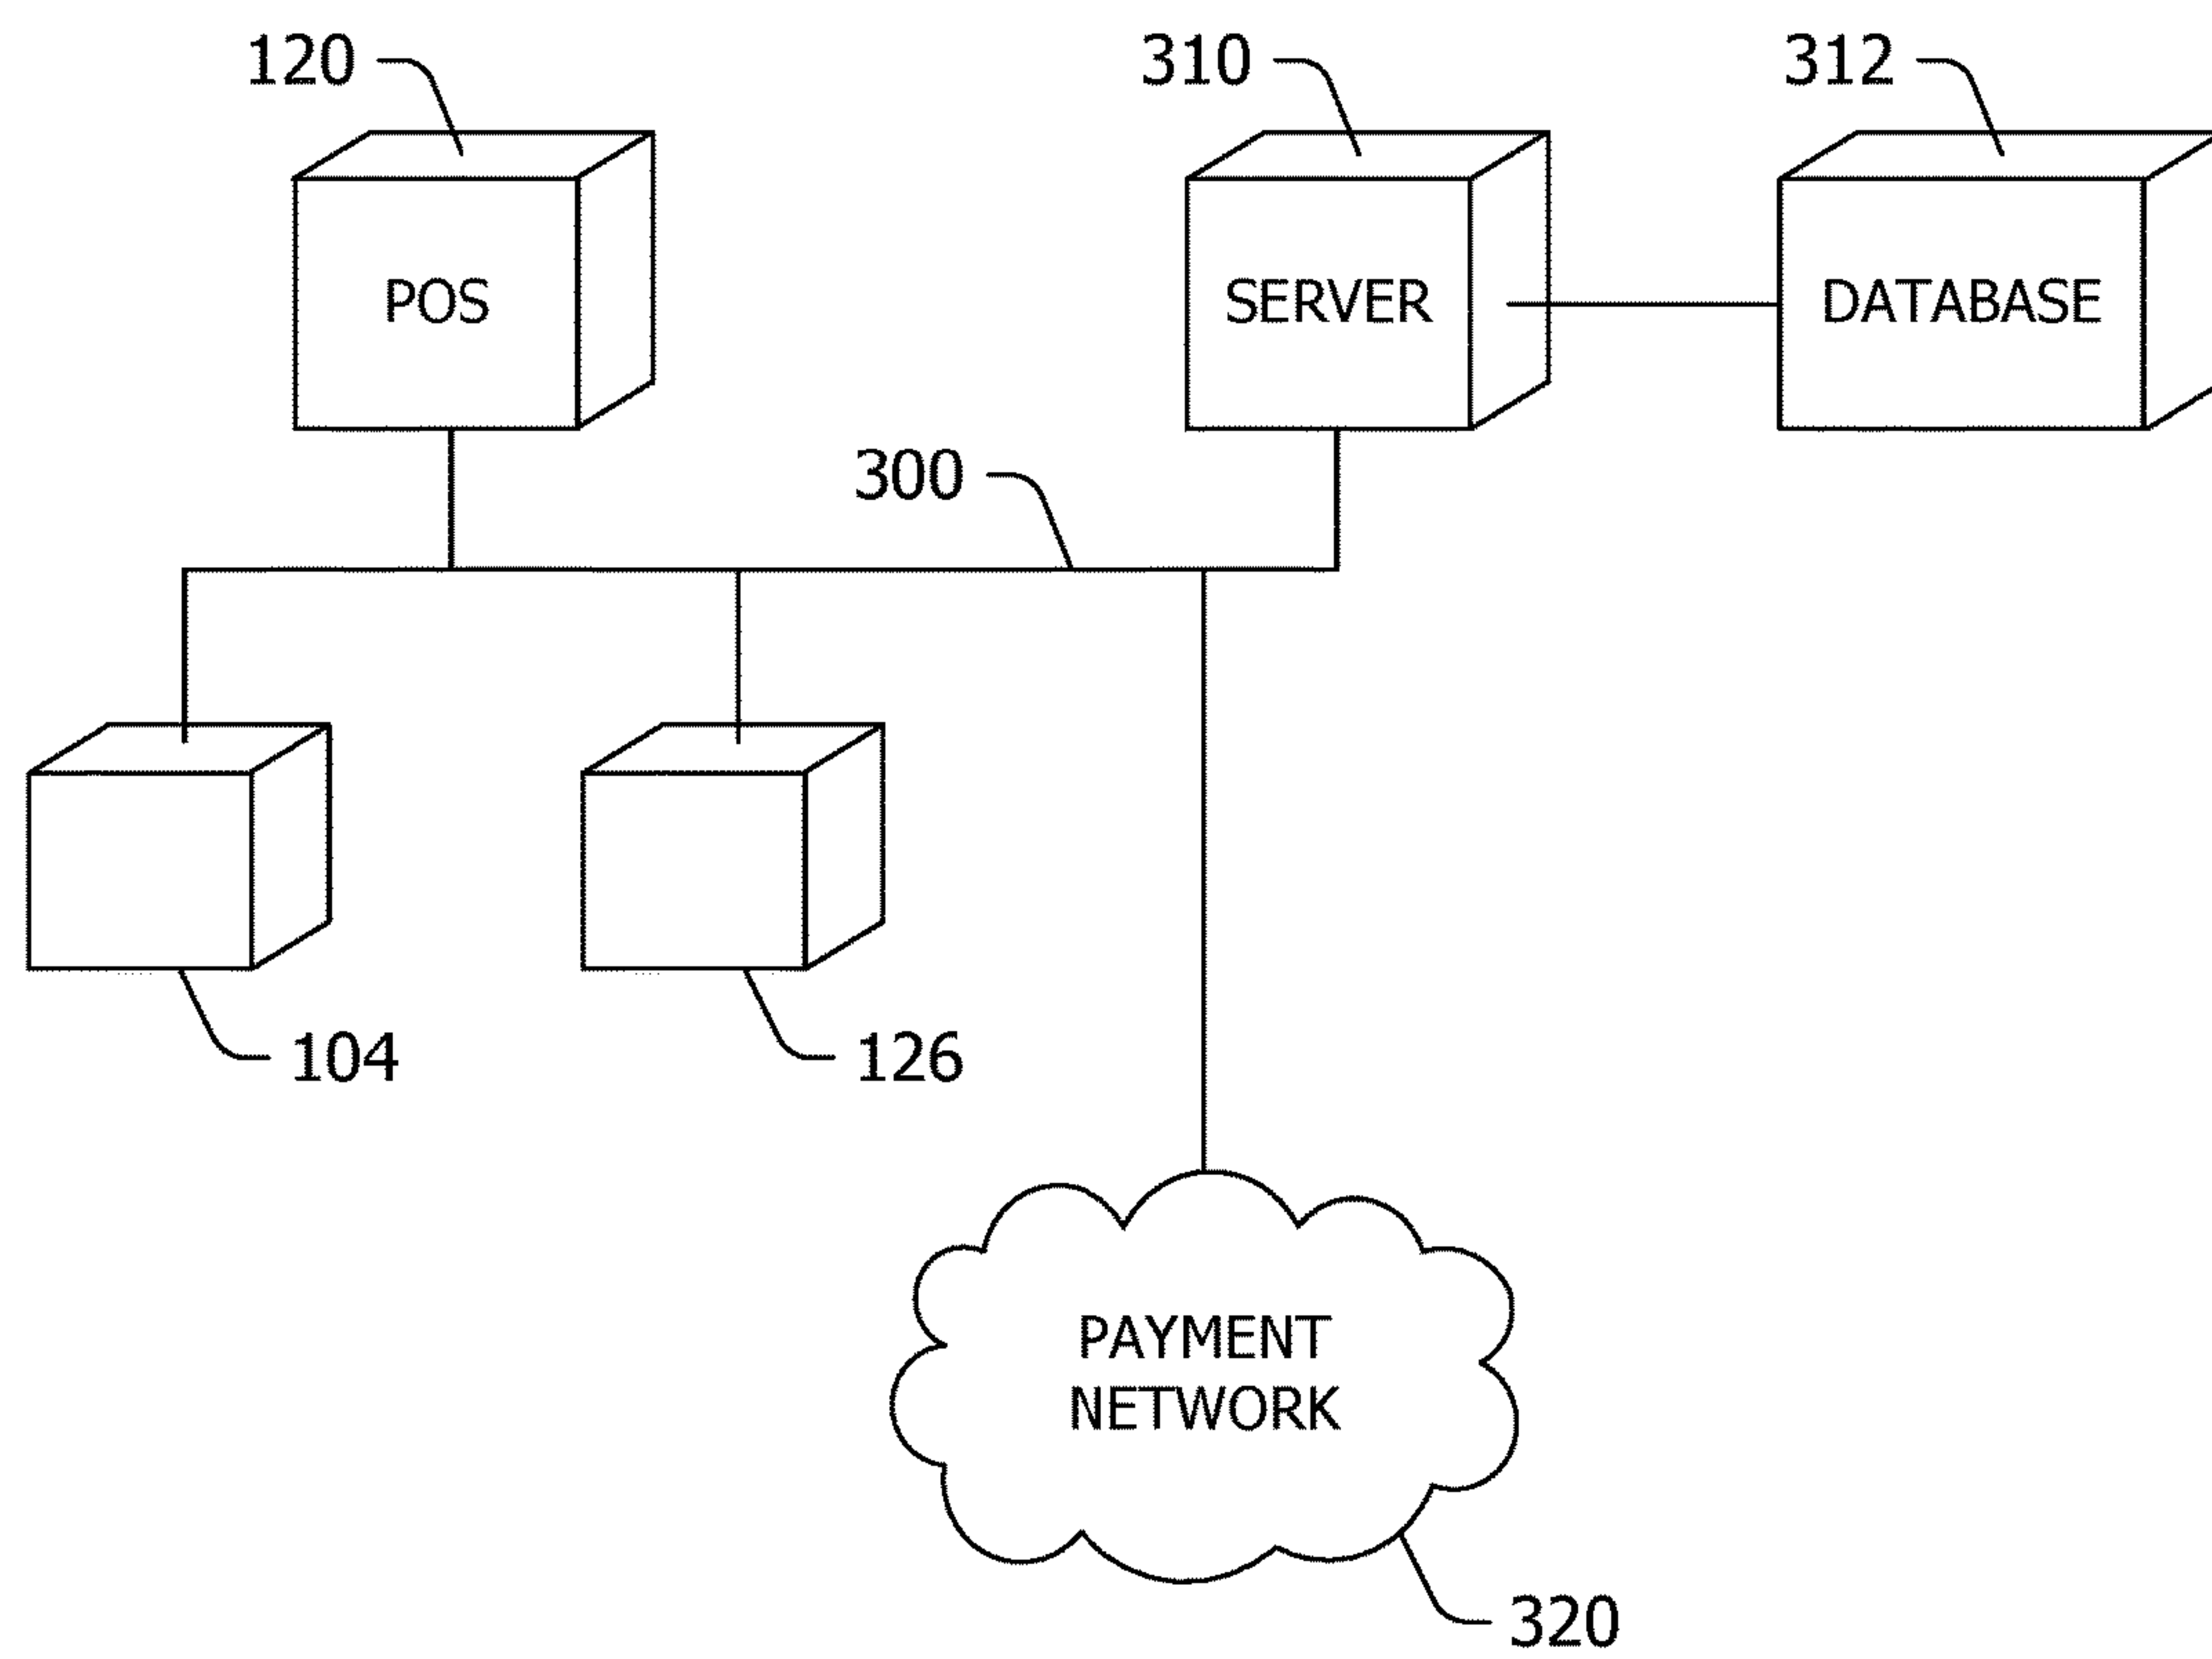 120
310
312
POS
SERVER
DATABASE
300
104
126
PAYMENT
NETWORK
320